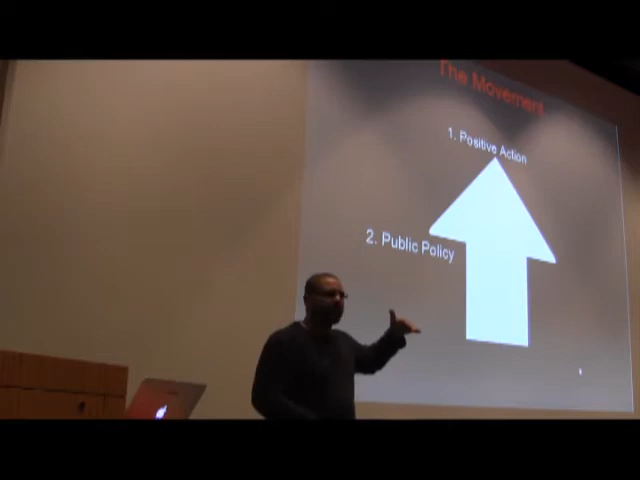 The Movement
1. Positive Action
2. Public Policy